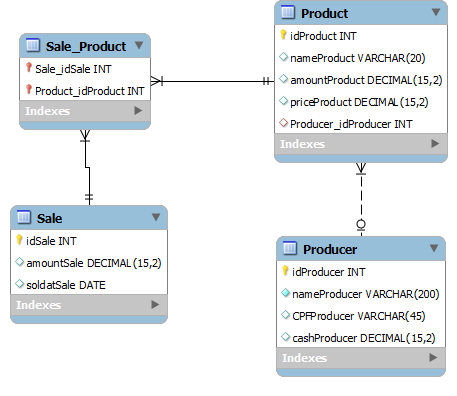 Sale_Product
Sale_idSale INT
Product_idProduct INT
Indexes
Product
idProduct INT
nameProduct VARCHAR(20)
amountProduct DECIMAL(15,2)
priceProduct DECIMAL(15,2)
Producer_idProducer INT
Indexes
Sale
idSale INT
amountSale DECIMAL(15,2)
soldatSale DATE
Indexes
Producer
idProducer INT
nameProducer VARCHAR(200)
CPFProducer VARCHAR(45)
cashProducer DECIMAL(15,2)
Indexes